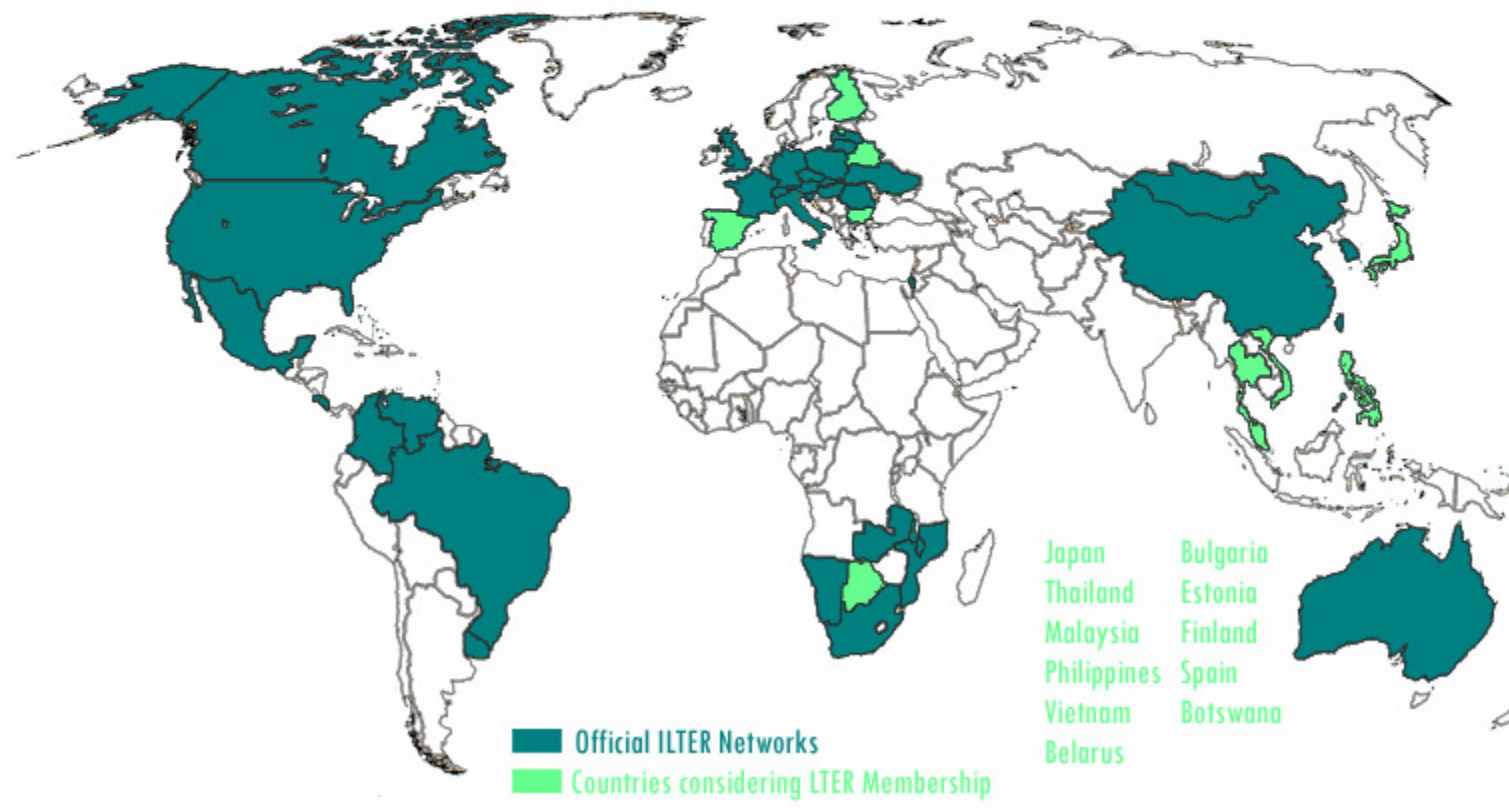 Japan
Thailand
Malaysia
Philippines
Vietnam
Belarus
Bulgaria
Estonia
Finland
Spain
Botswana
Official ILTER Networks
Countries considering LTER Membership